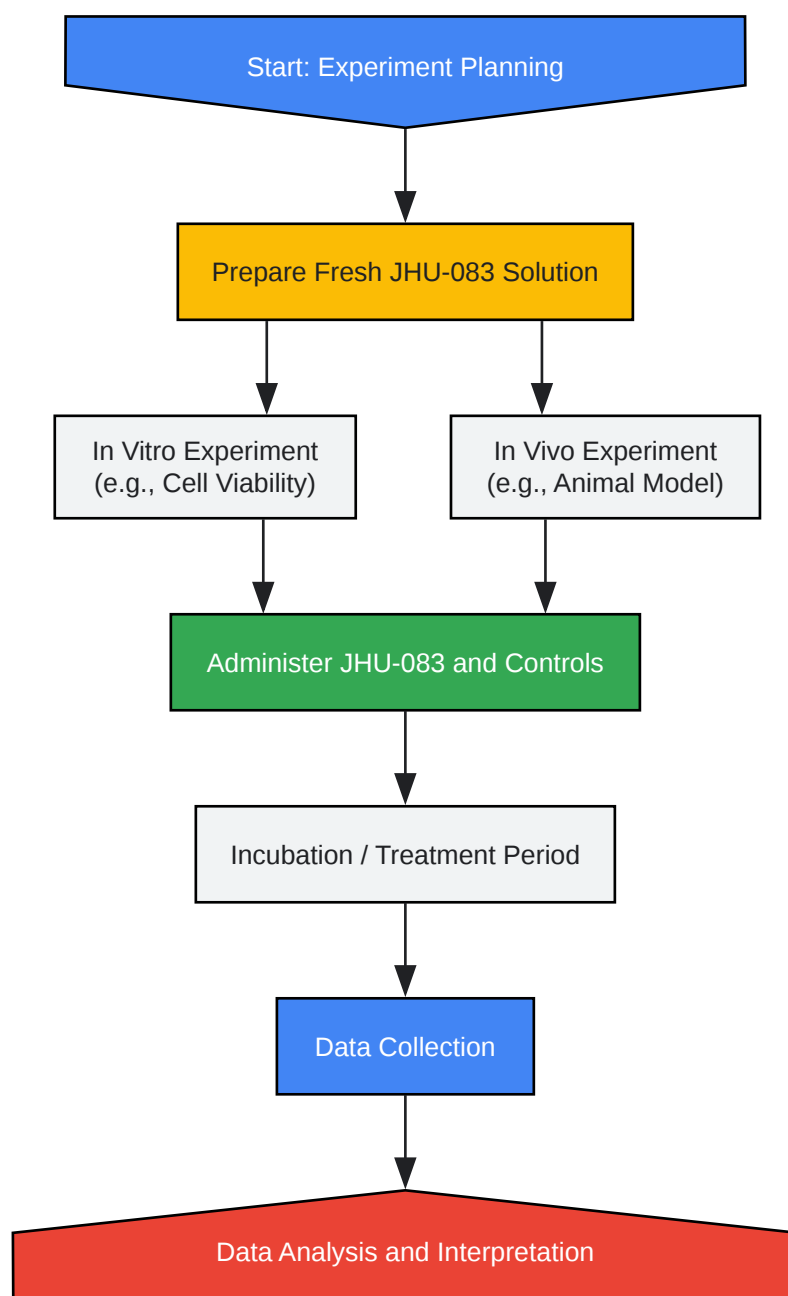 Start: Experiment Planning
Prepare Fresh JHU-083 Solution
In Vitro Experiment
(e.g., Cell Viability)
In Vivo Experiment
(e.g., Animal Model)
Administer JHU-083 and Controls
Incubation / Treatment Period
Data Collection
Data Analysis and Interpretation